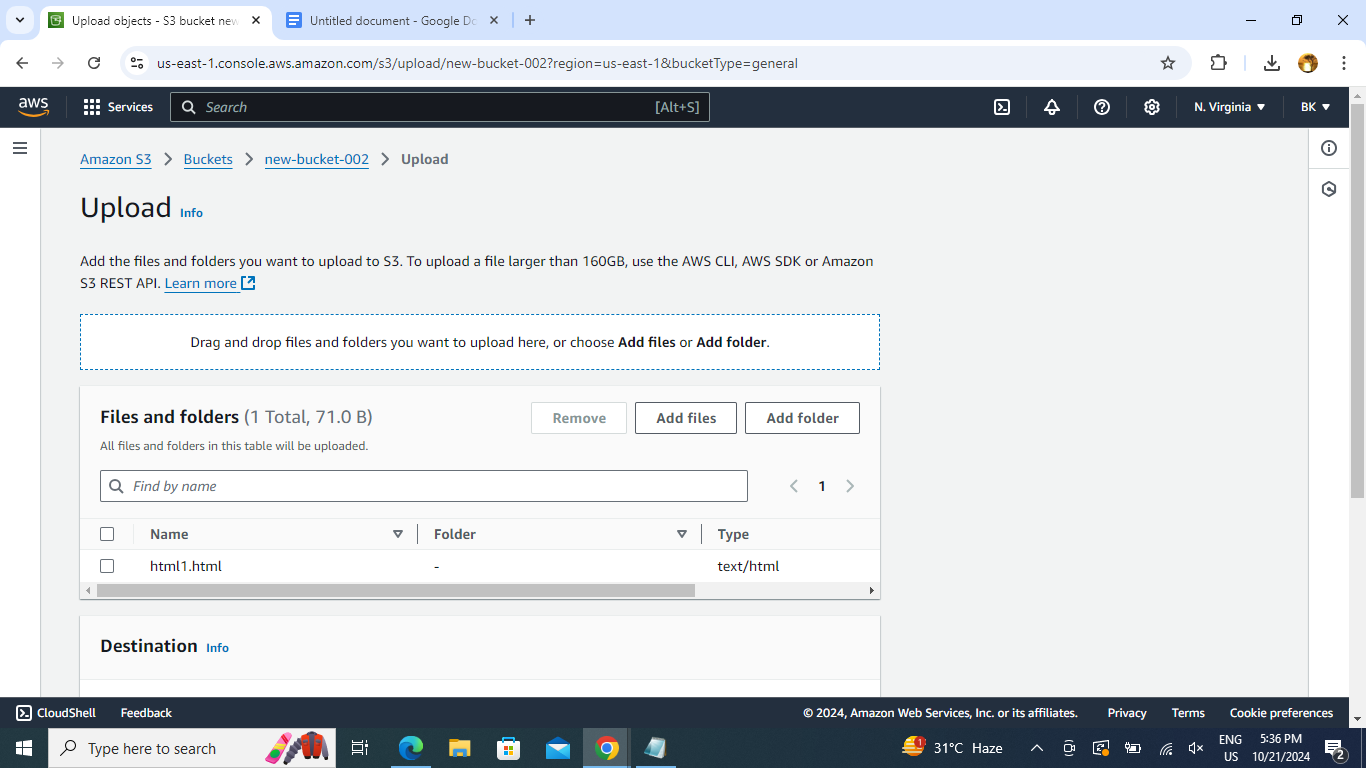 Upload objects - S3 bucket new
Untitled document - Google Do
us-east-1.console.aws.amazon.com/s3/upload/new-bucket-002?region=us-east-1&bucketType=general
aws
Services
Search
[Alt+S]
N. Virginia
BK
Amazon S3
Buckets
new-bucket-002
Upload
Upload
Info
Add the files and folders you want to upload to S3. To upload a file larger than 160GB, use the AWS CLI, AWS SDK or Amazon
S3 REST API. Learn more
Drag and drop files and folders you want to upload here, or choose Add files or Add folder.
Files and folders (1 Total, 71.0 B)
Remove
Add files
Add folder
All files and folders in this table will be uploaded.
Find by name
1
Name
Folder
Type
html1.html
-
text/html
Destination
Info
CloudShell
Feedback
© 2024, Amazon Web Services, Inc. or its affiliates.
Privacy
Terms
Cookie preferences
Type here to search
1
31°C Haze
ENG
US
5:36 PM
10/21/2024
2